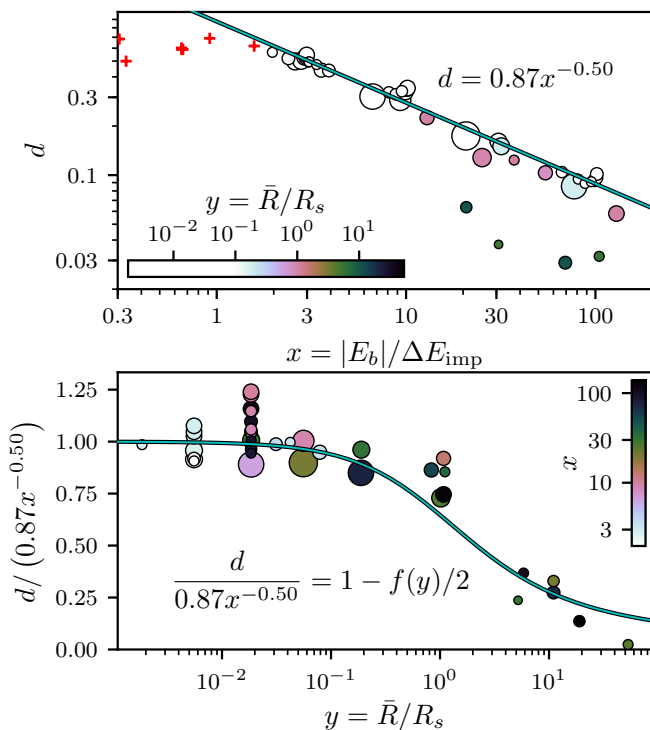 d
0.3
0.1
0.03
d = 0.87x^{-0.50}
y = R̄/R_s
10^{-2} 10^{-1} 10^{0} 10^{1}
0.3 1 3 10 30 100
x = |E_b|/ΔE_imp
d/(0.87x^{-0.50})
1.25
1.00
0.75
0.50
0.25
0.00
x
100
30
10
3
d/0.87x^{-0.50} = 1 − f(y)/2
10^{-2} 10^{-1} 10^{0} 10^{1}
y = R̄/R_s